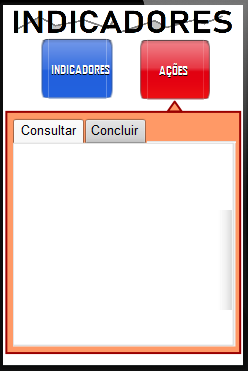 INDICADORES
INDICADORES AÇÕES
Consultar Concluir